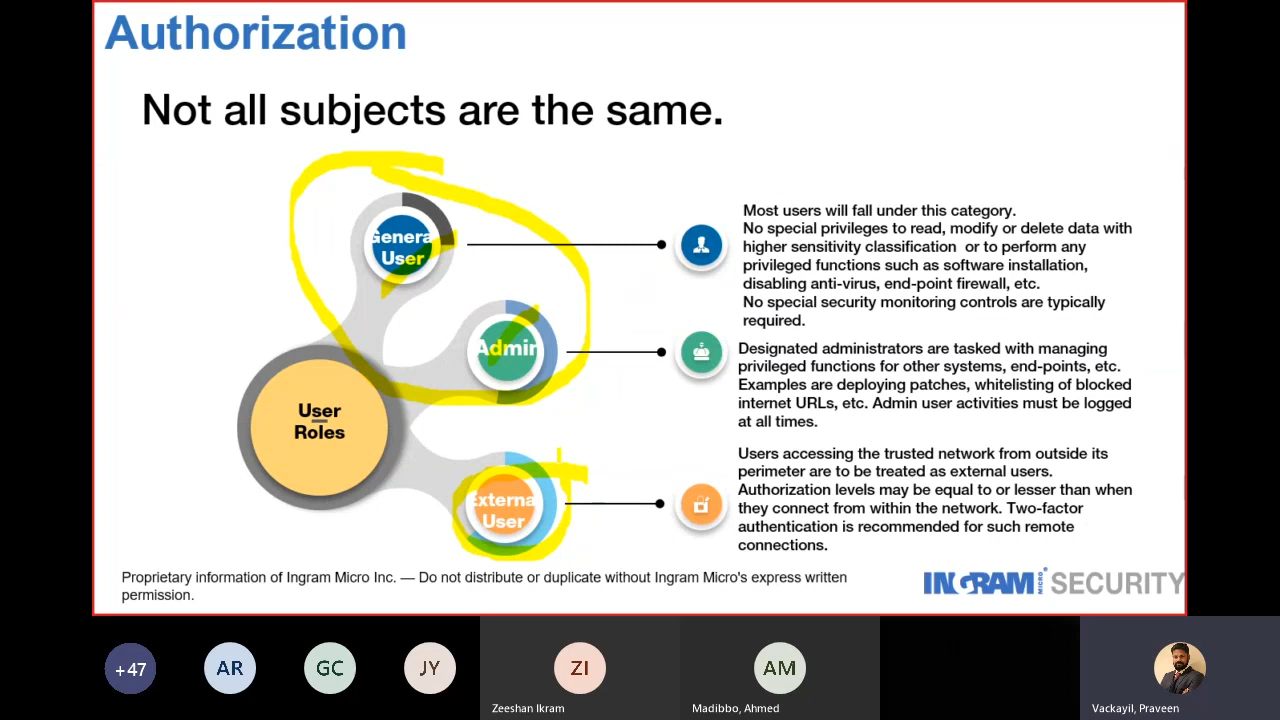 Authorization
Not all subjects are the same.
General
User
Admin
User
Roles
External
User
Most users will fall under this category.
No special privileges to read, modify or delete data with
higher sensitivity classification or to perform any
privileged functions such as software installation,
disabling anti-virus, end-point firewall, etc.
No special security monitoring controls are typically
required.
Designated administrators are tasked with managing
privileged functions for other systems, end-points, etc.
Examples are deploying patches, whitelisting of blocked
internet URLs, etc. Admin user activities must be logged
at all times.
Users accessing the trusted network from outside its
perimeter are to be treated as external users.
Authorization levels may be equal to or lesser than when
they connect from within the network. Two-factor
authentication is recommended for such remote
connections.
Proprietary information of Ingram Micro Inc. — Do not distribute or duplicate without Ingram Micro's express written
permission.
INGRAM MICRO SECURITY
+47
AR
GC
JY
ZI
AM
Zeeshan Ikram
Madibbo, Ahmed
Vackayil, Praveen